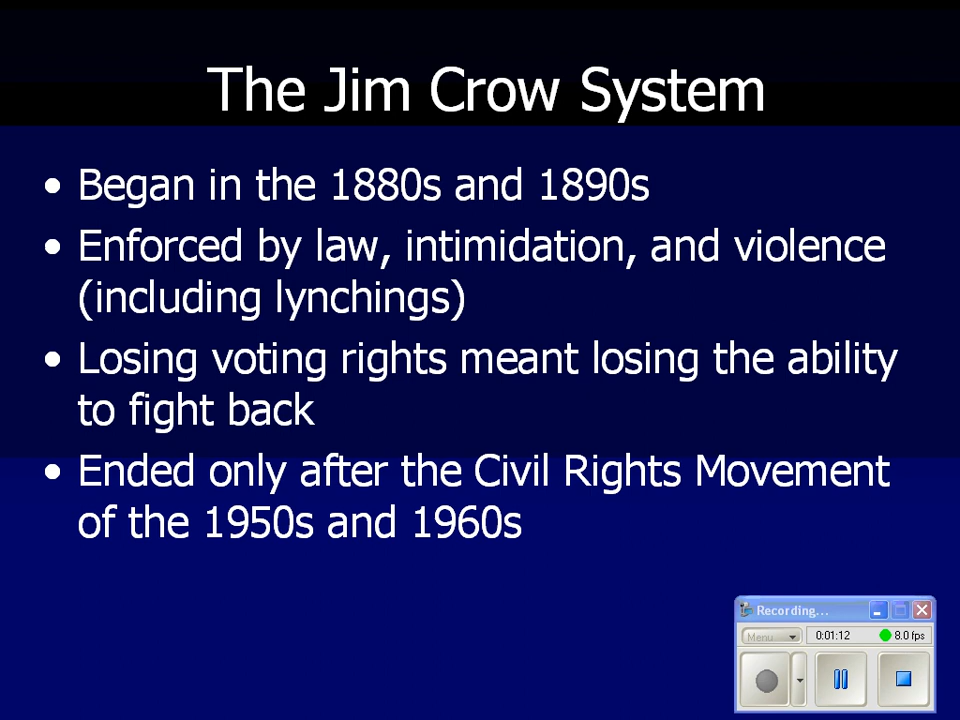 The Jim Crow System
• Began in the 1880s and 1890s
• Enforced by law, intimidation, and violence
(including lynchings)
• Losing voting rights meant losing the ability
to fight back
• Ended only after the Civil Rights Movement
of the 1950s and 1960s
Recording...
Menu 0:01:12 8.0 fps